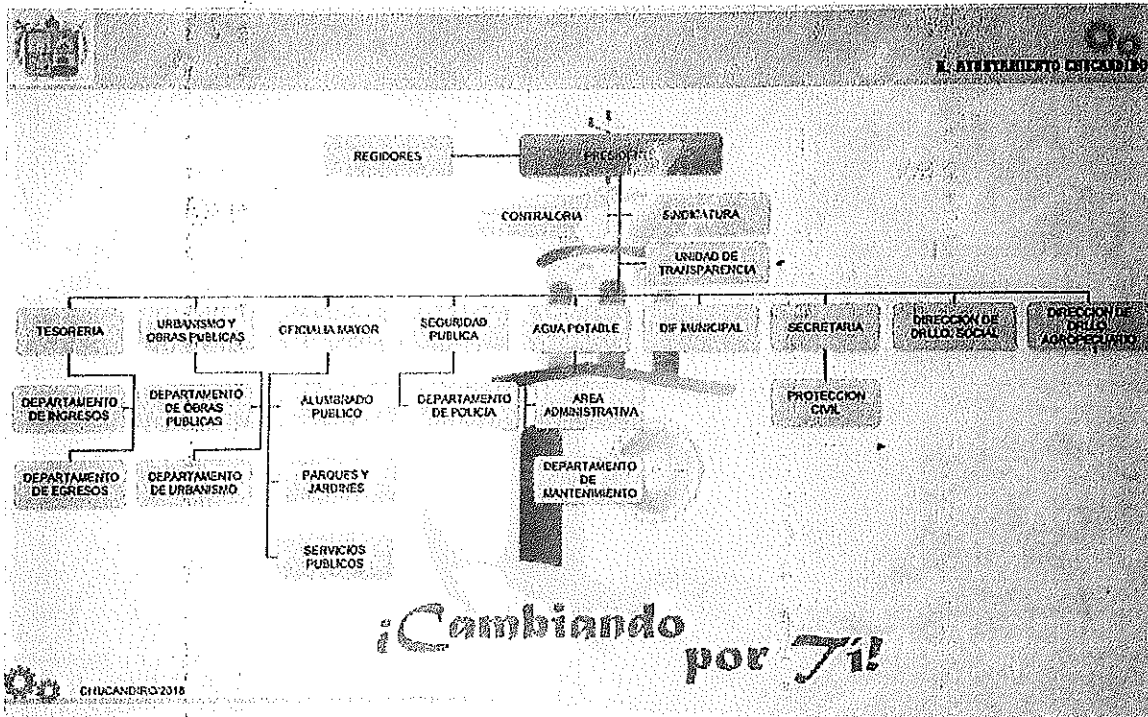 H. AYUNTAMIENTO CHUCANDIRO
REGIDORES
PRESIDENTE
CONTRALORIA
SINDICATURA
UNIDAD DE
TRANSPARENCIA
TESORERIA
URBANISMO Y
OBRAS PUBLICAS
OFICIALIA MAYOR
SEGURIDAD
PUBLICA
AGUA POTABLE
DIF MUNICIPAL
SECRETARIA
DIRECCION DE
DRLLO. SOCIAL
DIRECCION DE
DRLLO.
AGROPECUARIO
DEPARTAMENTO
DE INGRESOS
DEPARTAMENTO
DE OBRAS
PUBLICAS
ALUMBRADO
PUBLICO
DEPARTAMENTO
DE POLICIA
AREA
ADMINISTRATIVA
PROTECCION
CIVIL
DEPARTAMENTO
DE EGRESOS
DEPARTAMENTO
DE URBANISMO
PARQUES Y
JARDINES
DEPARTAMENTO
DE
MANTENIMIENTO
SERVICIOS
PUBLICOS
¡Cambiando
por Ti!
CHUCANDIRO/2018